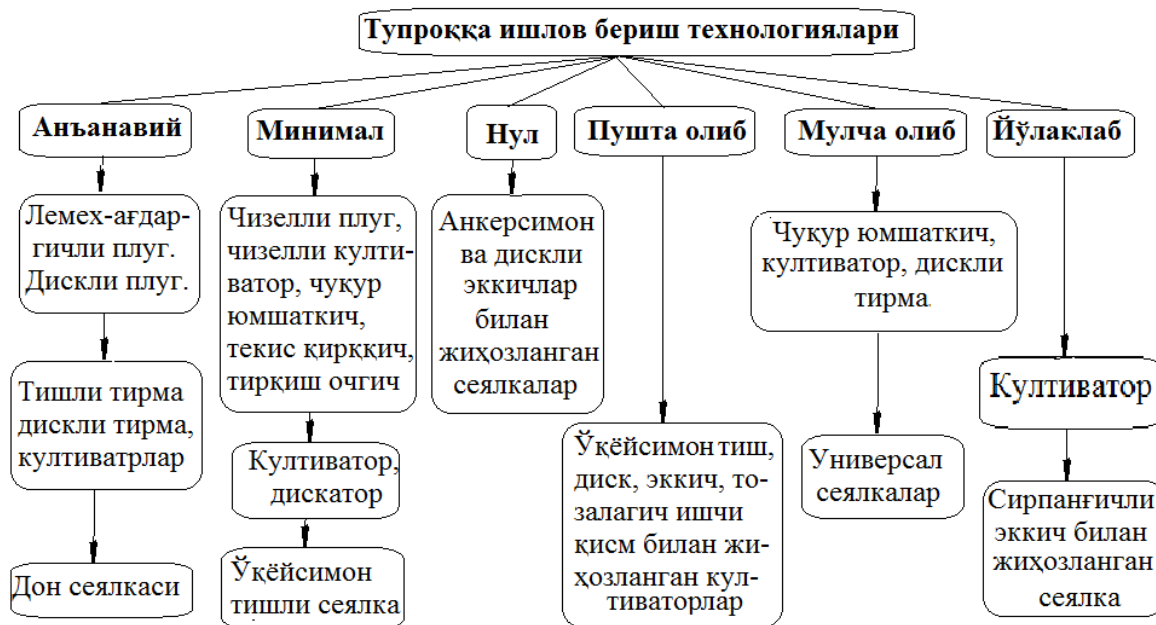 Тупроққа ишлов бериш технологиялари
Анъанавий
Минимал
Нул
Пушта олиб
Мулча олиб
Йўлаклаб
Лемех-ағдар-
гичли плуг.
Дискли плуг.
Тишли тирма
дискли тирма,
култиватрлар
Дон сеялкаси
Чизелли плуг,
чизелли култи-
ватор, чуқур
юмшаткич,
текис қирққич,
тирқиш очгич
Култиватор,
дискатор
Ўқёйсимон
тишли сеялка
Анкерсимон
ва дискли
эккичлар
билан
жиҳозланган
сеялкалар
Ўқёйсимон тиш,
диск, эккич, то-
залагич ишчи
қисм билан жи-
ҳозланган кул-
тиваторлар
Чуқур юмшаткич,
култиватор, дискли
тирма.
Универсал
сеялкалар
Култиватор
Сирпанғичли
эккич билан
жиҳозланган
сеялка